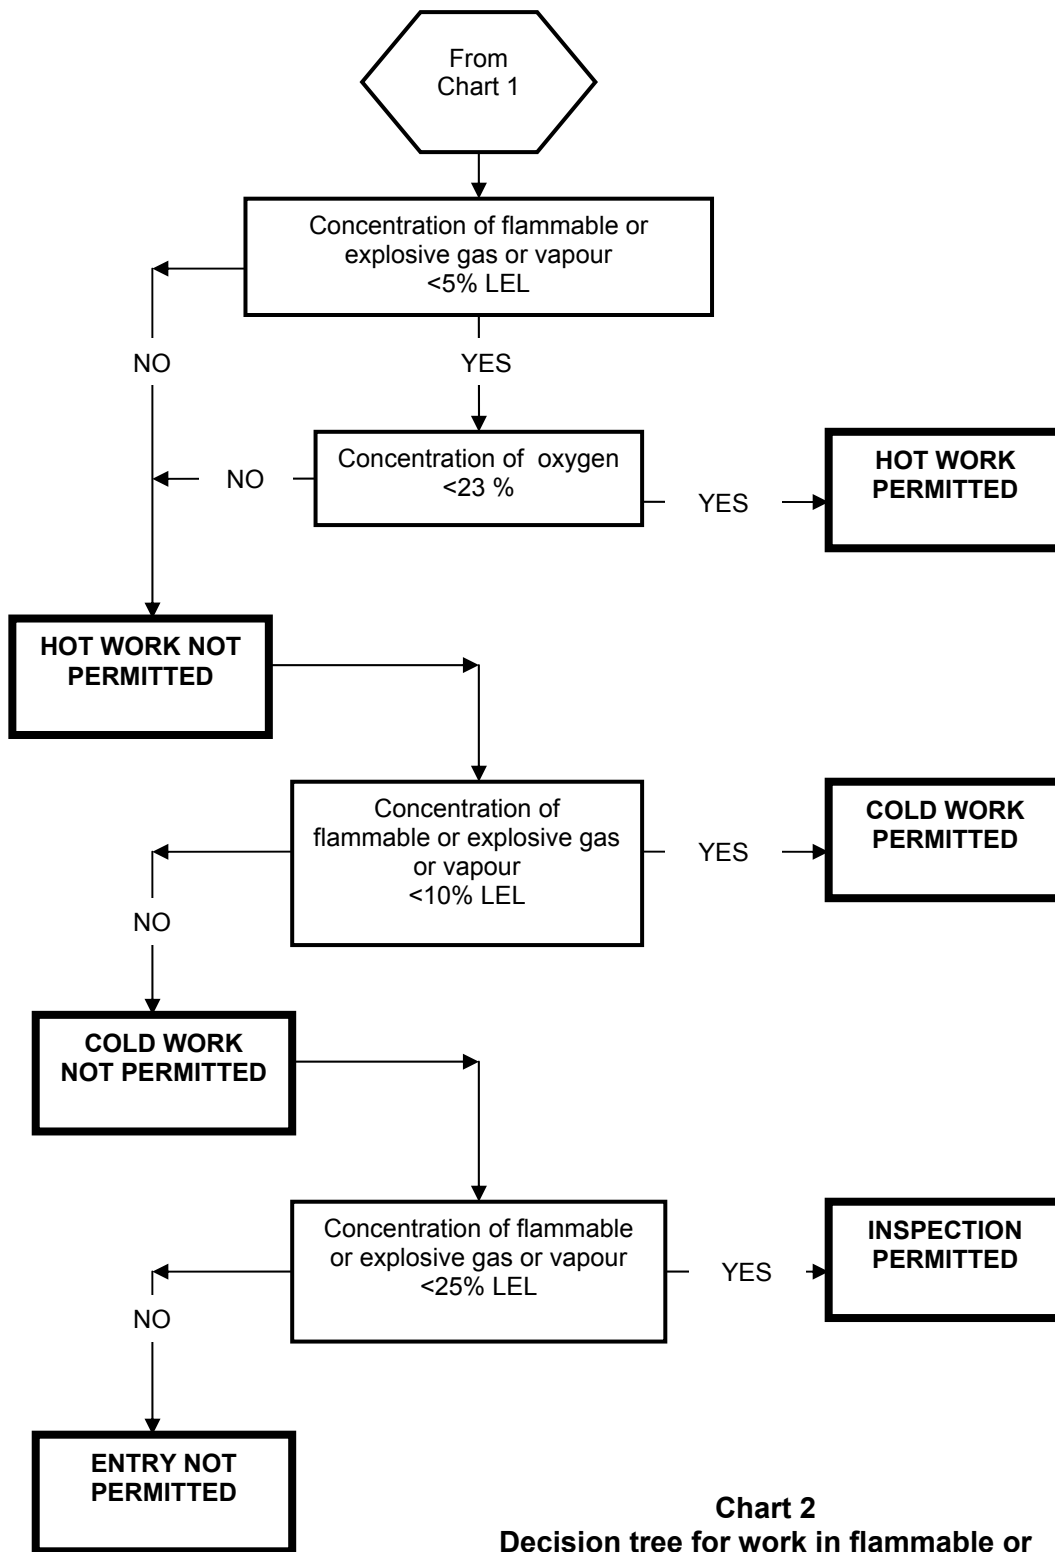 From
Chart 1
Concentration of flammable or
explosive gas or vapour
<5% LEL
NO
YES
Concentration of oxygen
<23 %
NO
YES
HOT WORK
PERMITTED
HOT WORK NOT
PERMITTED
Concentration of
flammable or explosive gas
or vapour
<10% LEL
YES
COLD WORK
PERMITTED
NO
COLD WORK
NOT PERMITTED
Concentration of flammable
or explosive gas or vapour
<25% LEL
YES
INSPECTION
PERMITTED
NO
ENTRY NOT
PERMITTED
Chart 2
Decision tree for work in flammable or